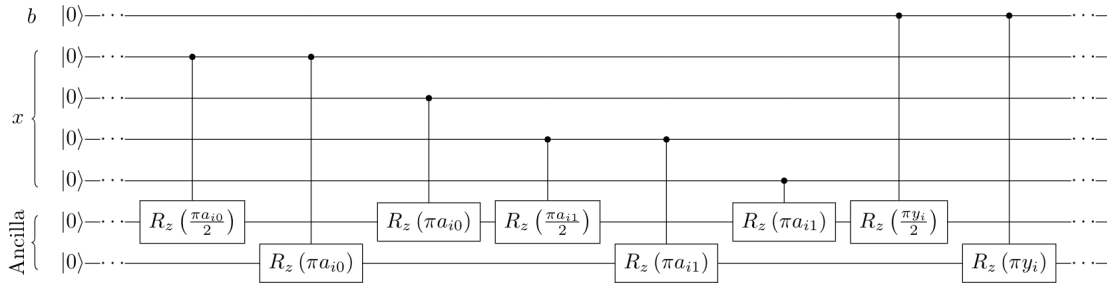 b |0⟩ ··· ···
|0⟩ ··· ···
|0⟩ ··· ···
x
|0⟩ ··· ···
|0⟩ ··· ···
Ancilla
|0⟩ ··· R_z(πa_{i0}/2) R_z(πa_{i0}) R_z(πa_{i1}/2) R_z(πa_{i1}) R_z(πy_i/2) ···
|0⟩ ··· R_z(πa_{i0}) R_z(πa_{i1}) R_z(πy_i) ···